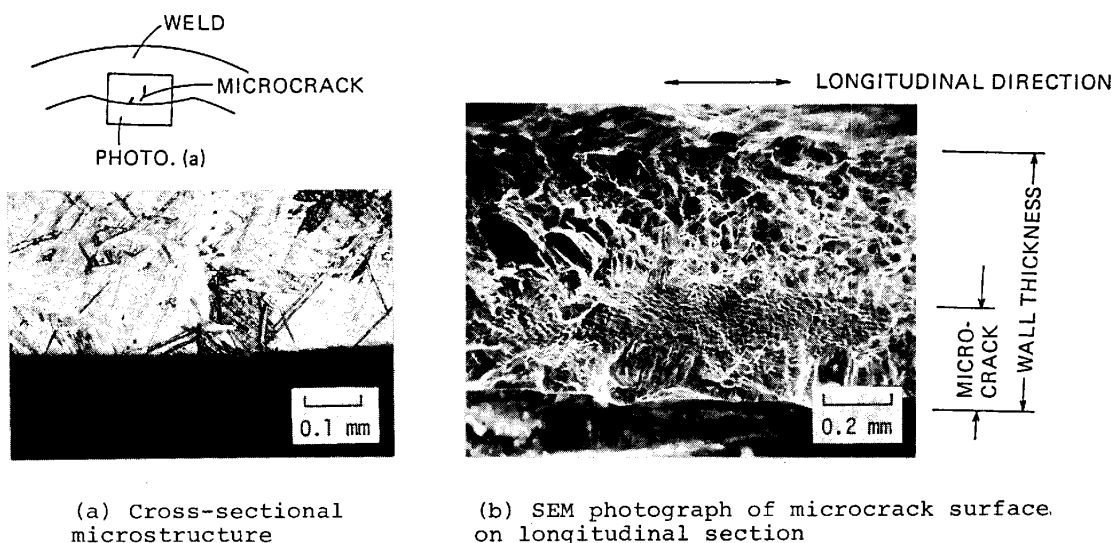 WELD
MICROCRACK
PHOTO. (a)
0.1 mm
(a) Cross-sectional
microstructure
LONGITUDINAL DIRECTION
MICRO-
CRACK
WALL THICKNESS
0.2 mm
(b) SEM photograph of microcrack surface
on longitudinal section